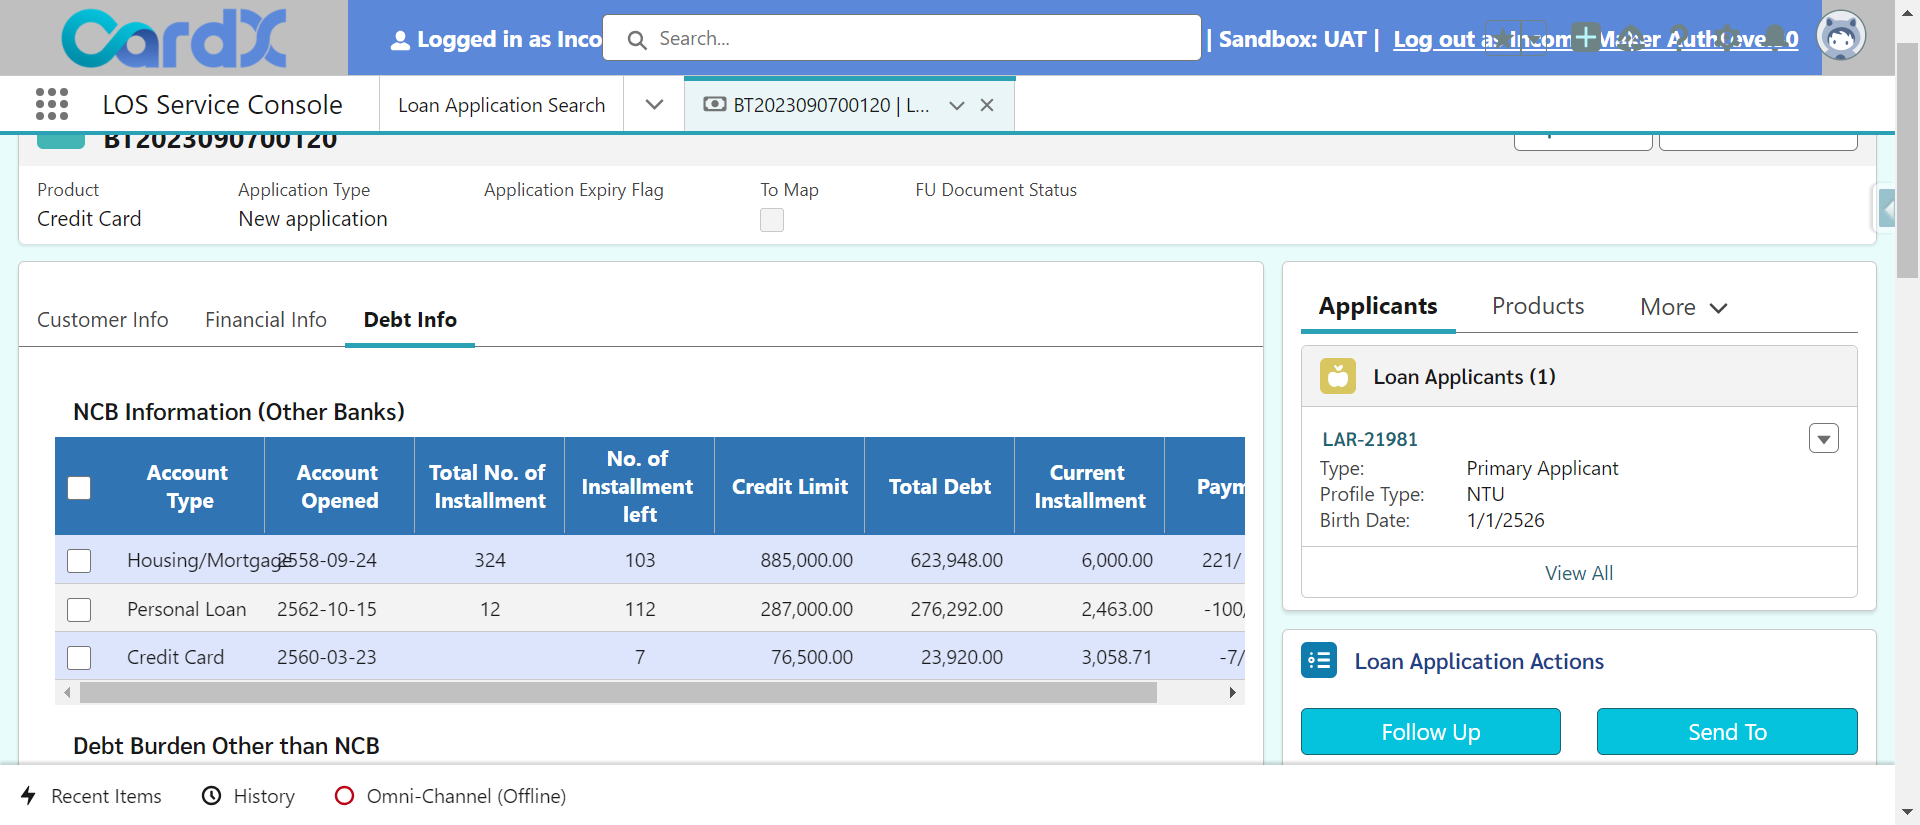 CardX
Logged in as Inco
Search...
| Sandbox: UAT |
Log out as
LOS Service Console
Loan Application Search
BT2023090700120 | L...
BT2023090700120
Product
Application Type
Application Expiry Flag
To Map
FU Document Status
Credit Card
New application
Customer Info
Financial Info
Debt Info
NCB Information (Other Banks)
Account Type
Account Opened
Total No. of Installment
No. of Installment left
Credit Limit
Total Debt
Current Installment
Paym
Housing/Mortgage 2558-09-24 324 103 885,000.00 623,948.00 6,000.00 221/
Personal Loan 2562-10-15 12 112 287,000.00 276,292.00 2,463.00 -100/
Credit Card 2560-03-23 7 76,500.00 23,920.00 3,058.71 -7/
Debt Burden Other than NCB
Applicants
Products
More
Loan Applicants (1)
LAR-21981
Type: Primary Applicant
Profile Type: NTU
Birth Date: 1/1/2526
View All
Loan Application Actions
Follow Up
Send To
Recent Items
History
Omni-Channel (Offline)